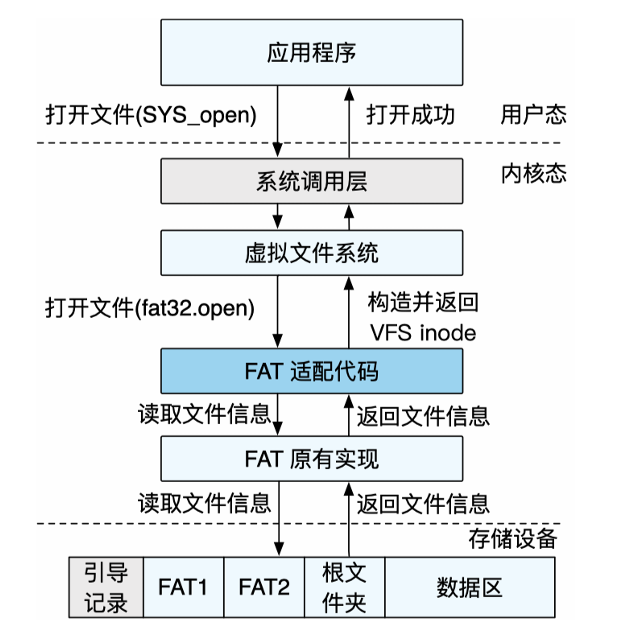 应用程序
打开文件(SYS_open)
打开成功
用户态
系统调用层
内核态
虚拟文件系统
打开文件(fat32.open)
构造并返回
VFS inode
FAT 适配代码
读取文件信息
返回文件信息
FAT 原有实现
读取文件信息
返回文件信息
存储设备
引导
记录
FAT1
FAT2
根文
件夹
数据区